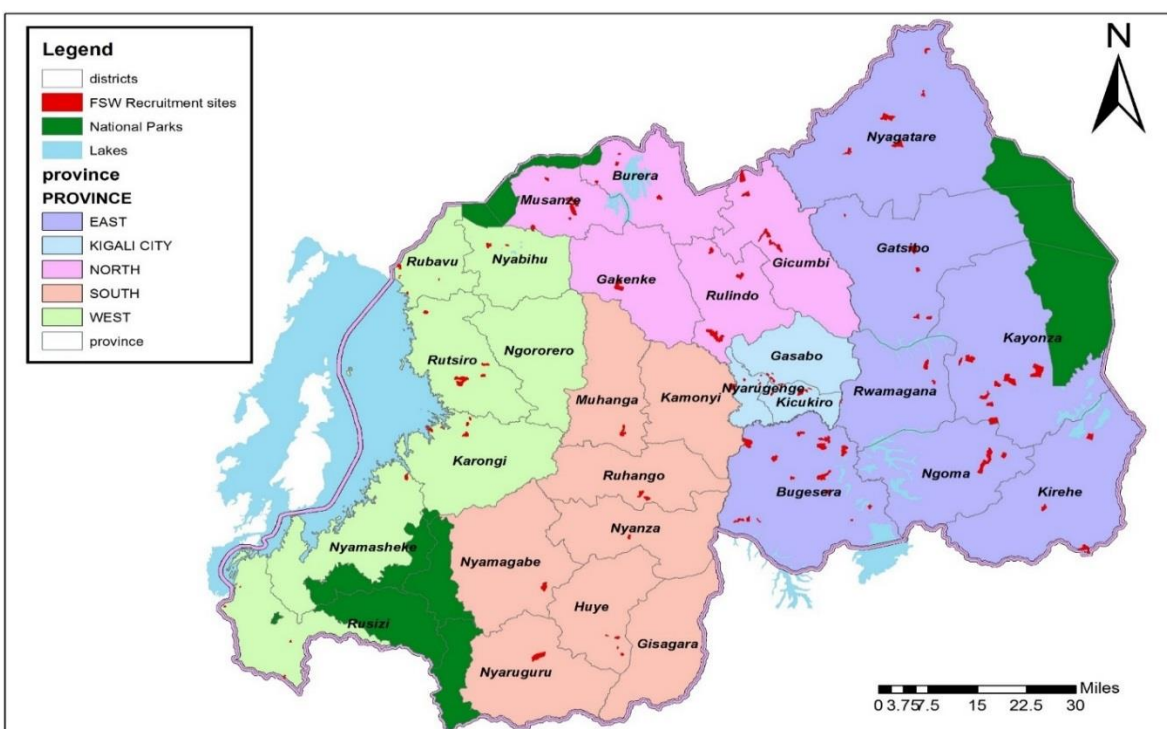 Legend
districts
FSW Recruitment sites
National Parks
Lakes
province
PROVINCE
EAST
KIGALI CITY
NORTH
SOUTH
WEST
province
N
Nyagatare
Burera
Musanze
Gatsibo
Rubavu
Nyabihu
Gicumbi
Gakenke
Rulindo
Kayonza
Rutsiro
Ngororero
Gasabo
Nyarugenge
Kicukiro
Rwamagana
Muhanga
Kamonyi
Karongi
Ruhango
Bugesera
Ngoma
Kirehe
Nyamasheke
Nyanza
Nyamagabe
Huye
Rusizi
Gisagara
Nyaruguru
Miles
0 3.75 7.5 15 22.5 30